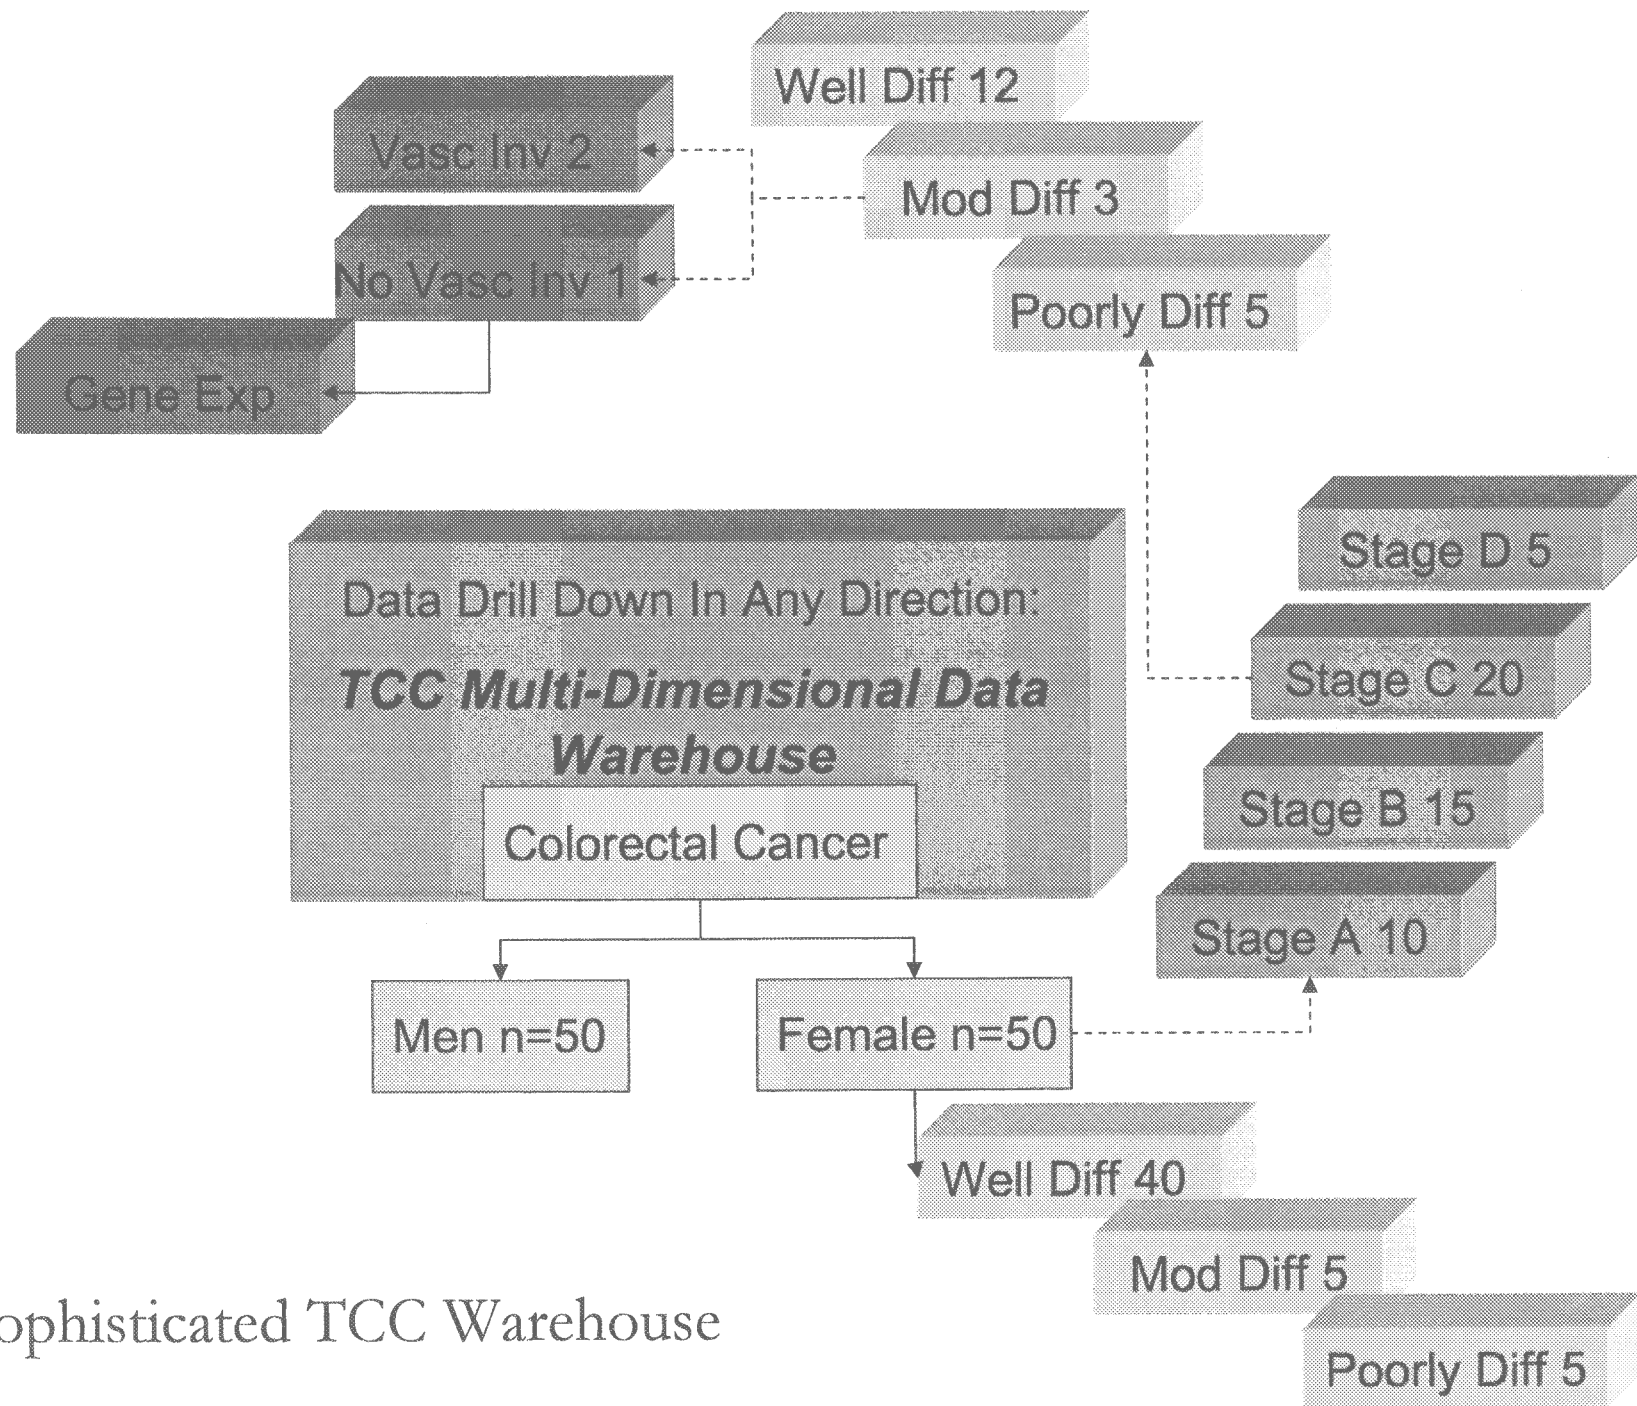 Well Diff 12
Vasc Inv 2
Mod Diff 3
No Vasc Inv 1
Poorly Diff 5
Gene Exp
Stage D 5
Data Drill Down In Any Direction:
TCC Multi-Dimensional Data
Warehouse
Stage C 20
Stage B 15
Colorectal Cancer
Stage A 10
Men n=50
Female n=50
Well Diff 40
Mod Diff 5
ophisticated TCC Warehouse
Poorly Diff 5